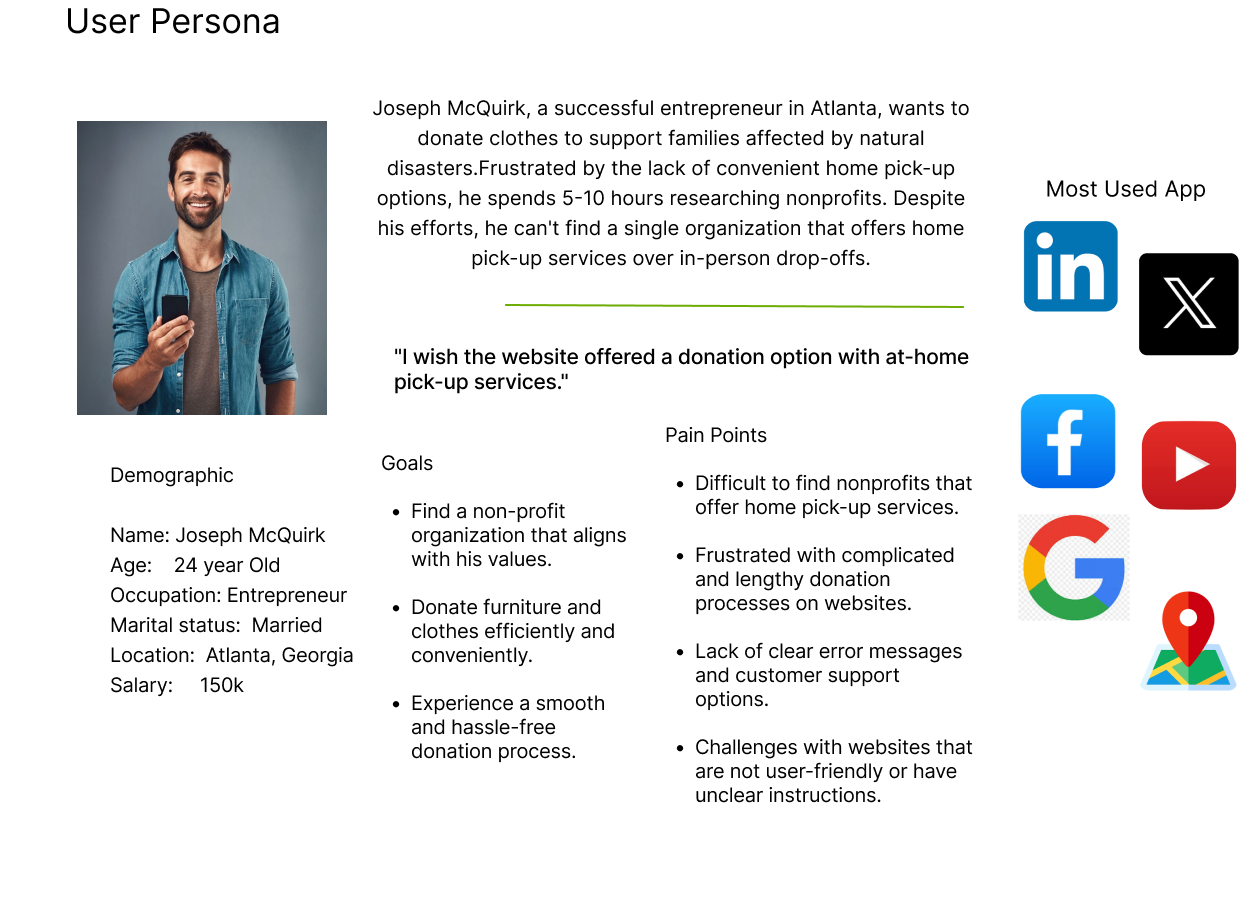 User Persona
Joseph McQuirk, a successful entrepreneur in Atlanta, wants to
donate clothes to support families affected by natural
disasters.Frustrated by the lack of convenient home pick-up
options, he spends 5-10 hours researching nonprofits. Despite
his efforts, he can't find a single organization that offers home
pick-up services over in-person drop-offs.
"I wish the website offered a donation option with at-home
pick-up services."
Demographic
Name: Joseph McQuirk
Age: 24 year Old
Occupation: Entrepreneur
Marital status: Married
Location: Atlanta, Georgia
Salary: 150k
Goals
• Find a non-profit
organization that aligns
with his values.
• Donate furniture and
clothes efficiently and
conveniently.
• Experience a smooth
and hassle-free
donation process.
Pain Points
• Difficult to find nonprofits that
offer home pick-up services.
• Frustrated with complicated
and lengthy donation
processes on websites.
• Lack of clear error messages
and customer support
options.
• Challenges with websites that
are not user-friendly or have
unclear instructions.
Most Used App
in
X
f
G